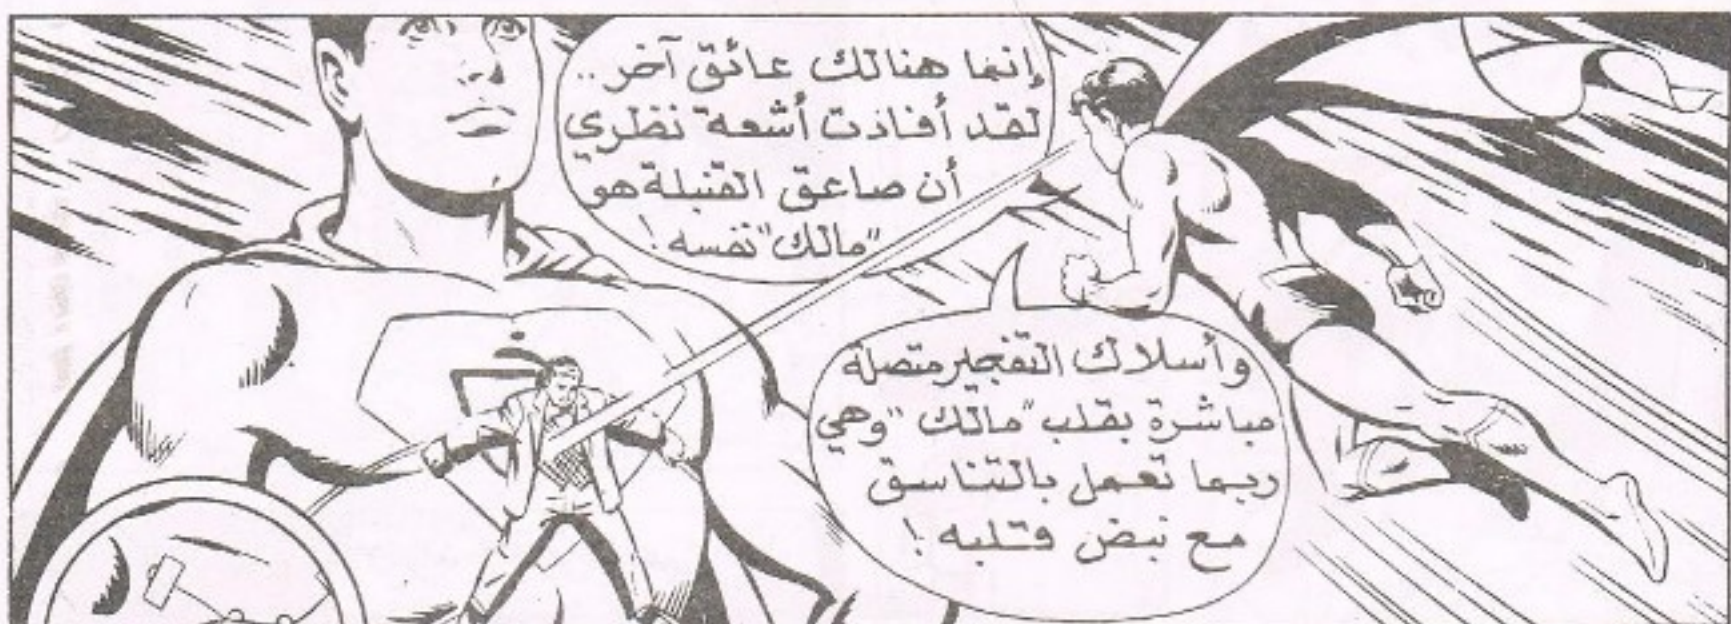 إنما هنالك عائق آخر..
لقد أفادت أشعة نظري
أن صاعق القنبلة هو
"مالك" نفسه!
وأسلاك التفجير متصلة
مباشرة بقلب "مالك" وهي
ربما تعمل بالتناسق
مع نبض قلبه!